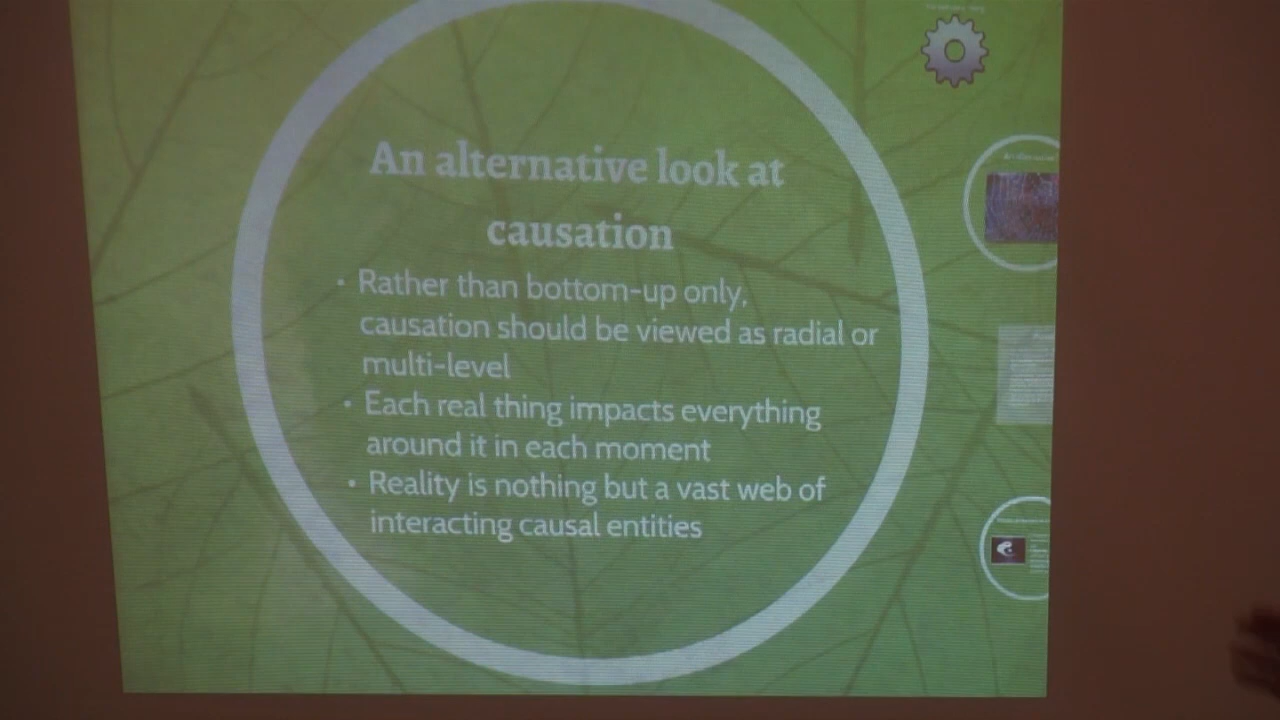 An alternative look at
causation
• Rather than bottom-up only,
causation should be viewed as radial or
multi-level
• Each real thing impacts everything
around it in each moment
• Reality is nothing but a vast web of
interacting causal entities